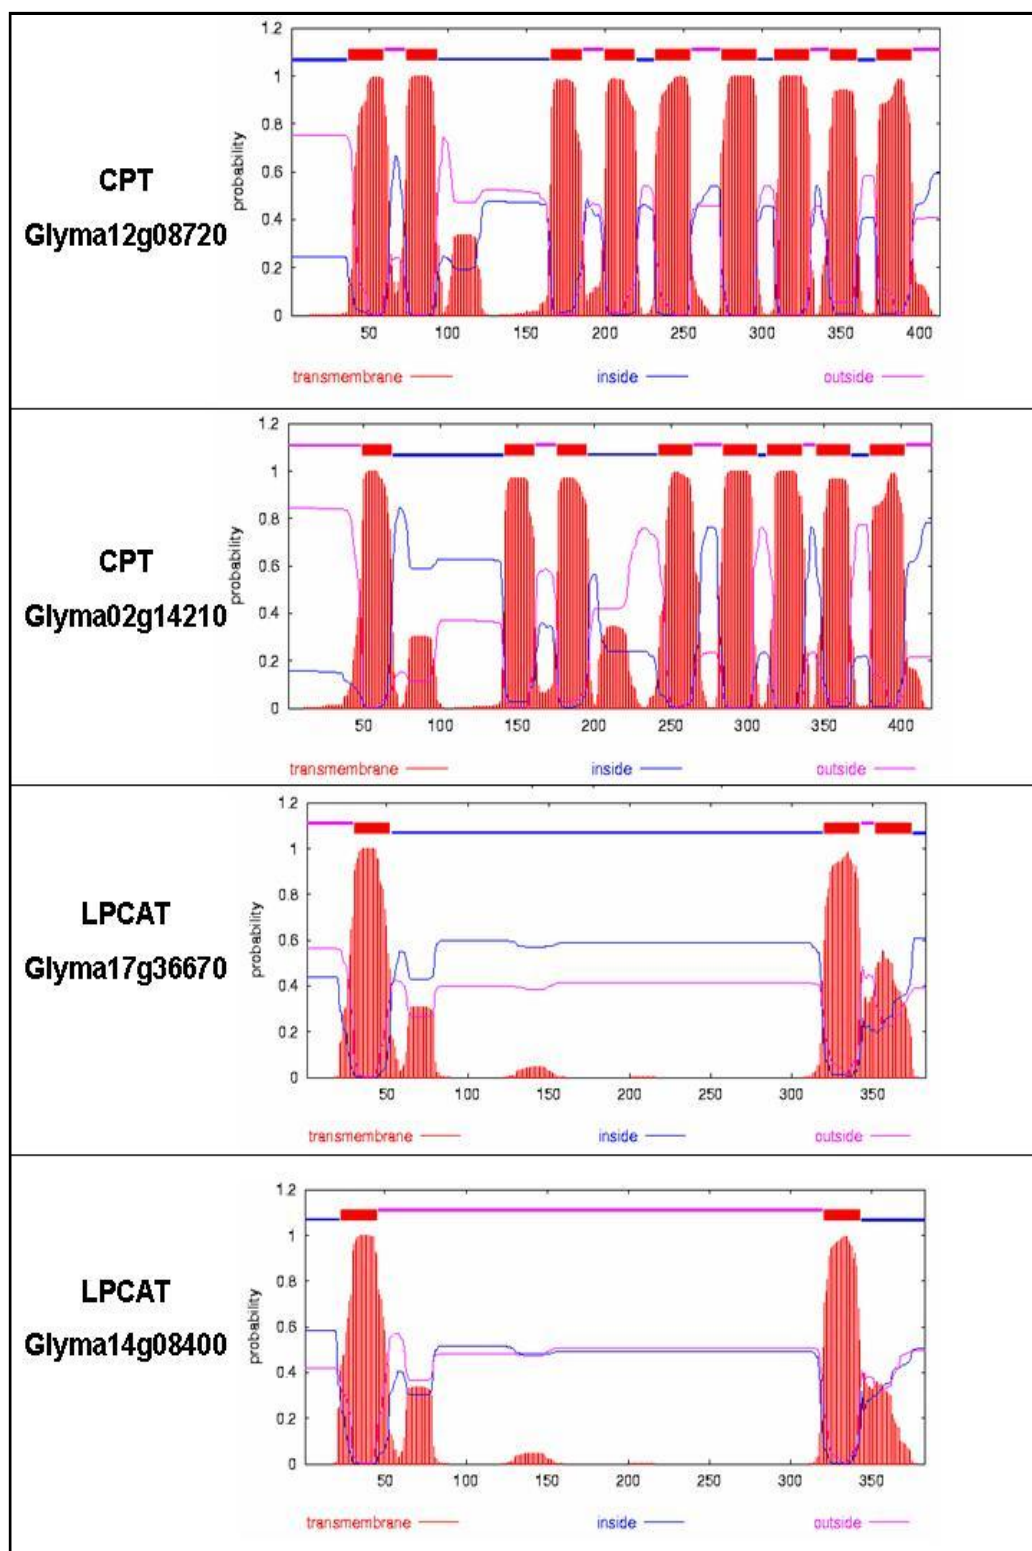 1.2
1
0.8
0.6
0.4
0.2
0
probability
CPT
Glyma12g08720
50 100 150 200 250 300 350 400
transmembrane inside outside
1.2
1
0.8
0.6
0.4
0.2
0
probability
CPT
Glyma02g14210
50 100 150 200 250 300 350 400
transmembrane inside outside
1.2
1
0.8
0.6
0.4
0.2
0
probability
LPCAT
Glyma17g36670
50 100 150 200 250 300 350
transmembrane inside outside
1.2
1
0.8
0.6
0.4
0.2
0
probability
LPCAT
Glyma14g08400
50 100 150 200 250 300 350
transmembrane inside outside